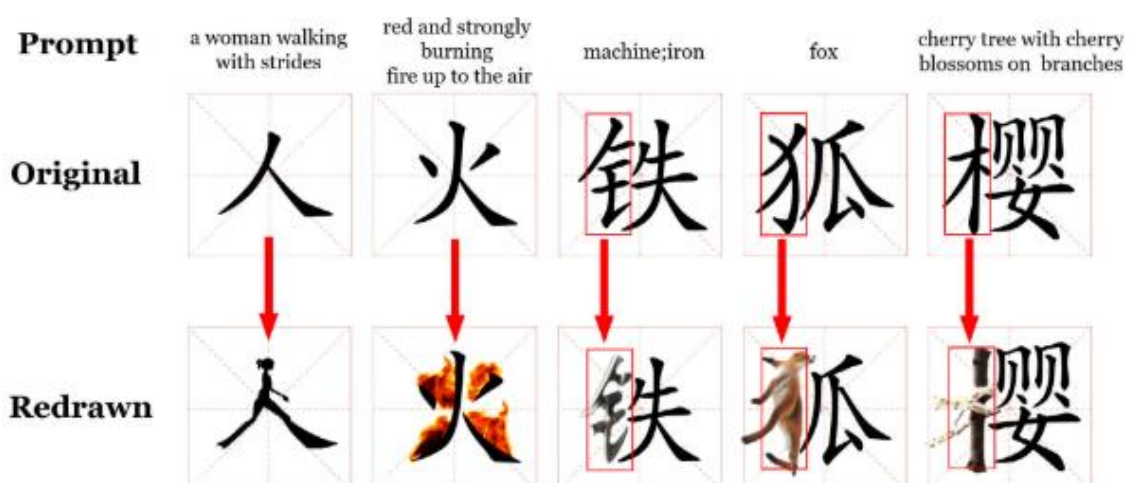 Prompt
a woman walking
with strides
red and strongly
burning
fire up to the air
machine;iron
fox
cherry tree with cherry
blossoms on branches
Original
人
火
铁
狐
樱
Redrawn
人
火
铁
狐
樱